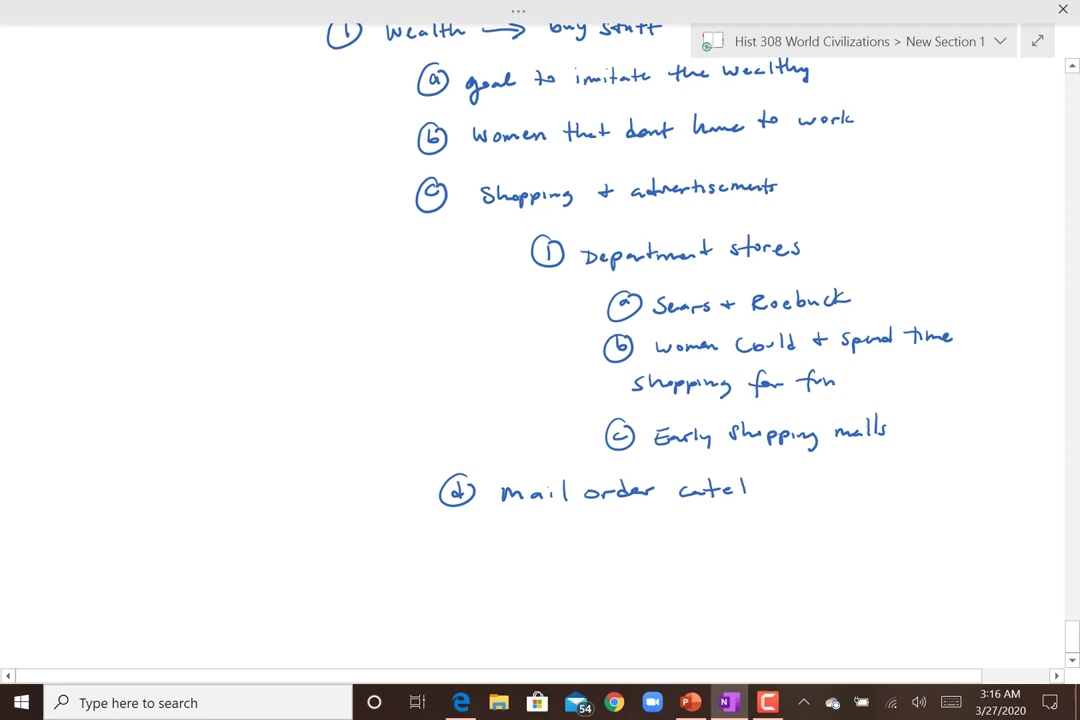 ① Wealth → buy stuff
Hist 308 World Civilizations > New Section 1
ⓐ goal to imitate the wealthy
ⓑ Women that dont have to work
ⓒ Shopping + advertisements
① Department stores
ⓐ Sears + Roebuck
ⓑ women could + spend time
shopping for fun
ⓒ Early shopping malls
ⓓ mail order catel
Type here to search
54
3:16 AM
3/27/2020